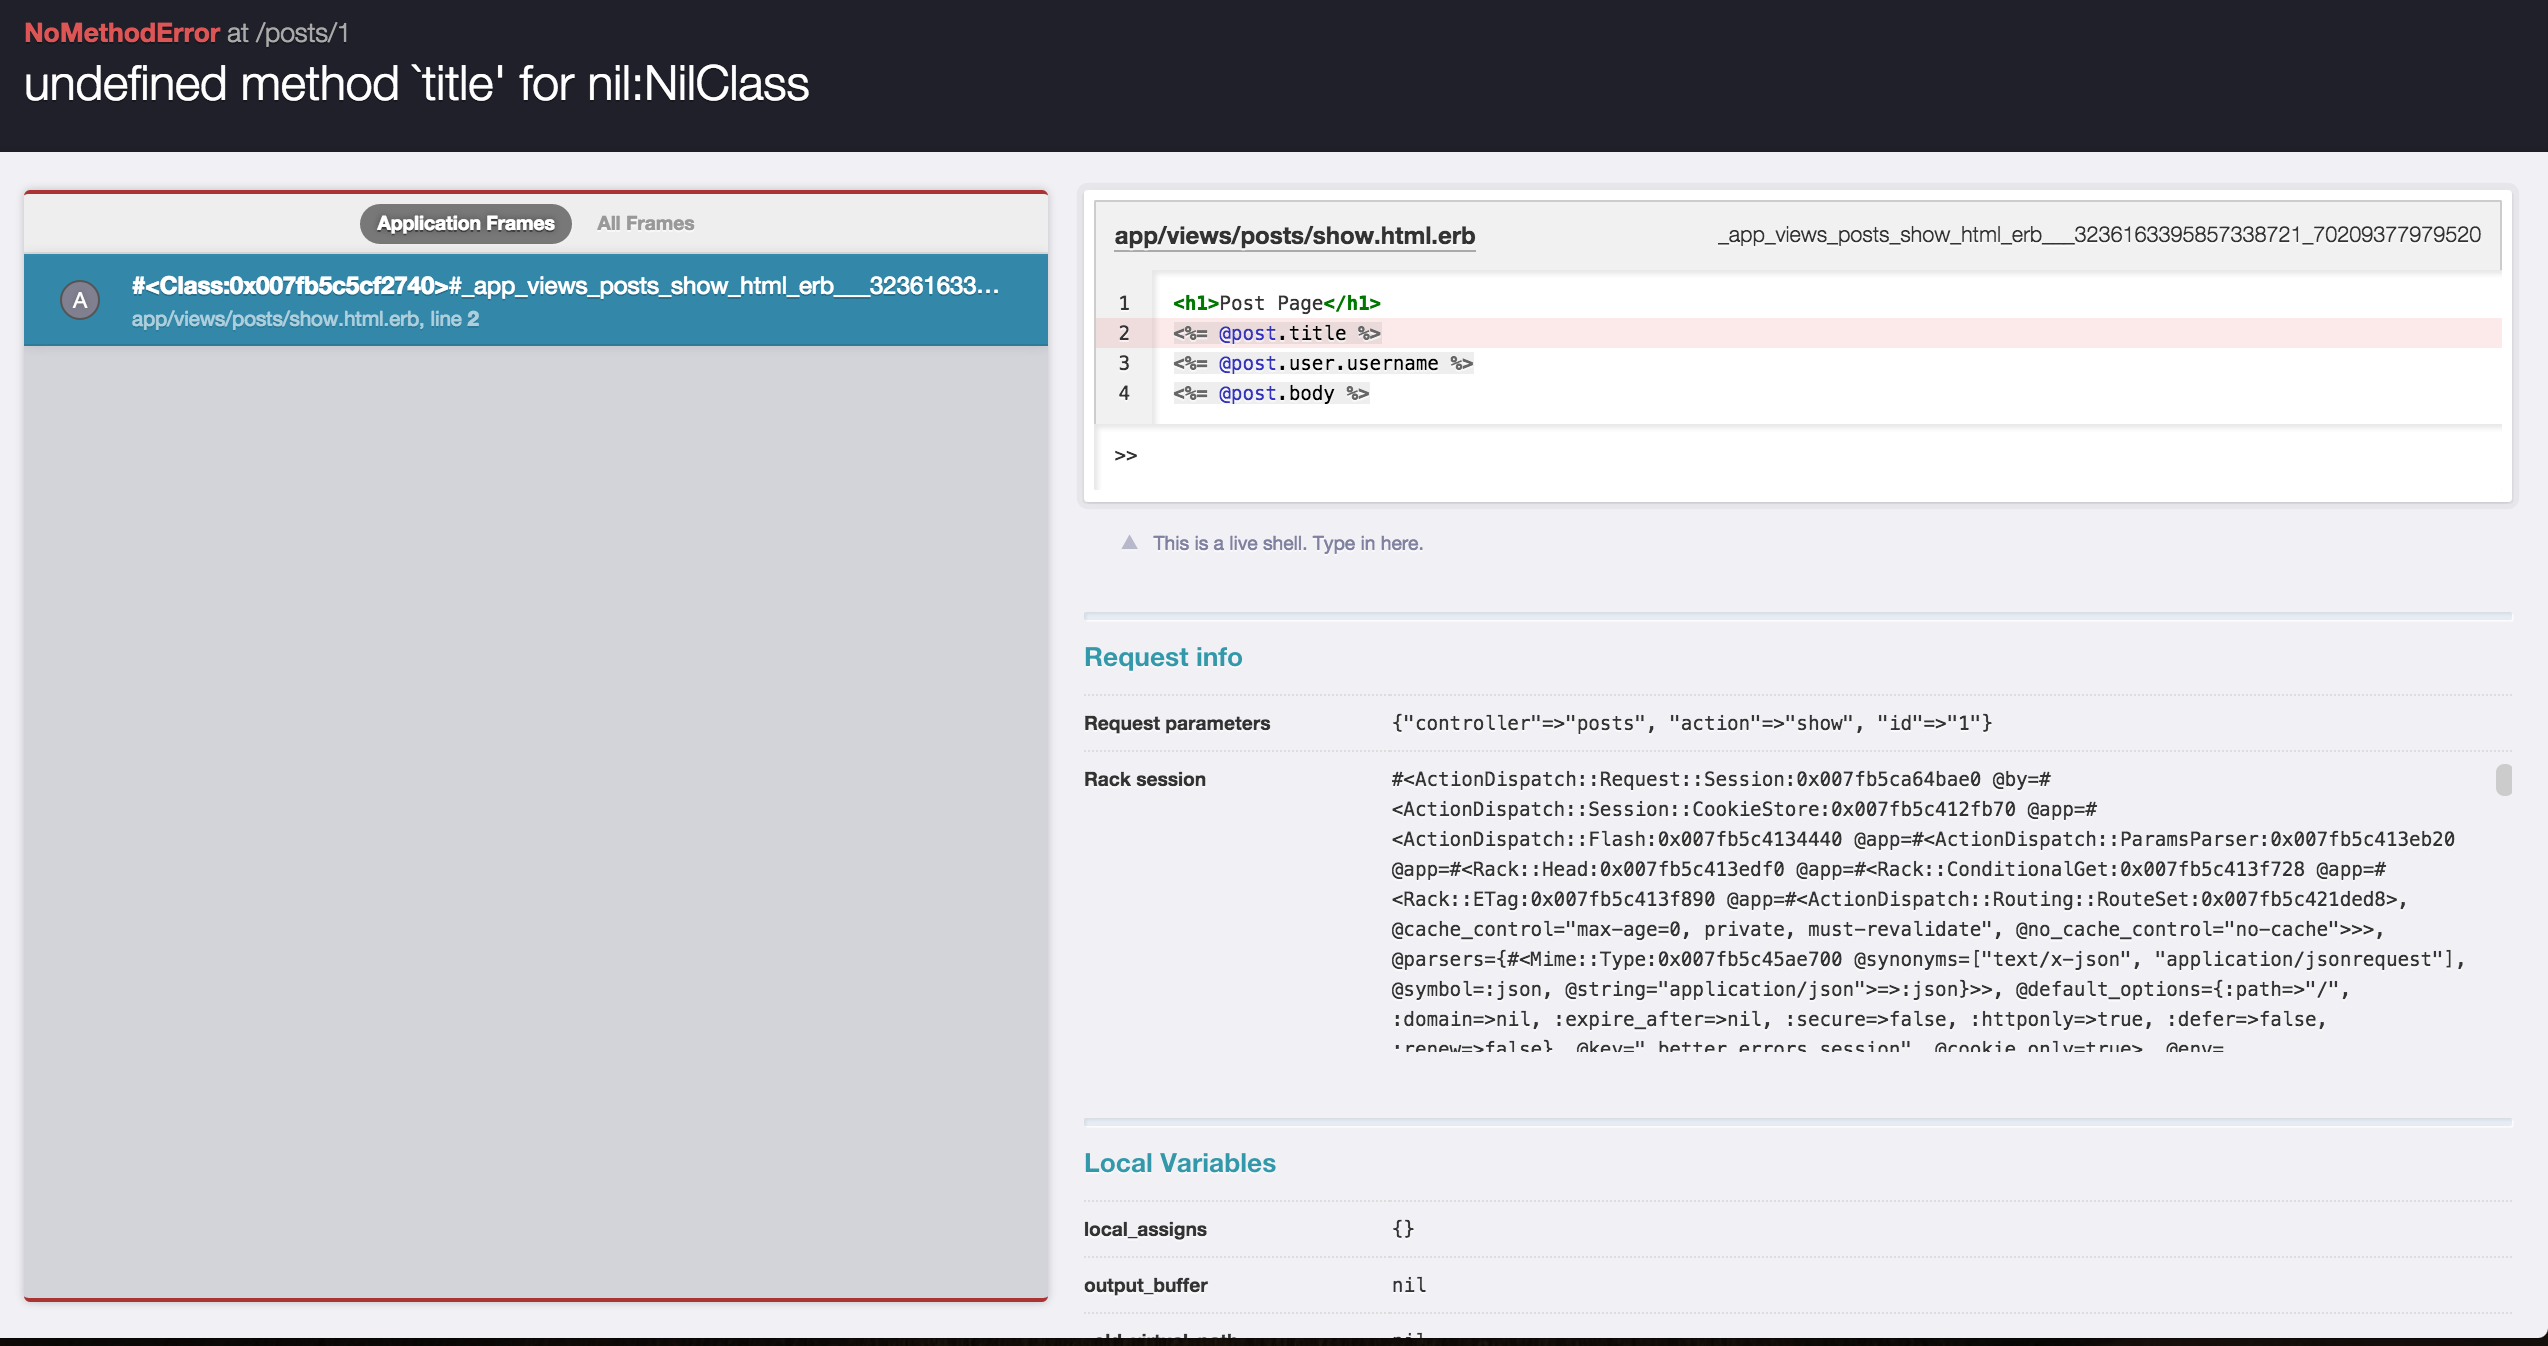 NoMethodError at /posts/1
undefined method `title' for nil:NilClass
Application Frames All Frames
A
#<Class:0x007fb5c5cf2740>#_app_views_posts_show_html_erb___32361633...
app/views/posts/show.html.erb, line 2
app/views/posts/show.html.erb _app_views_posts_show_html_erb___3236163395857338721_70209377979520
1 <h1>Post Page</h1>
2 <%= @post.title %>
3 <%= @post.user.username %>
4 <%= @post.body %>
>>
▲ This is a live shell. Type in here.
Request info
Request parameters {"controller"=>"posts", "action"=>"show", "id"=>"1"}
Rack session #<ActionDispatch::Request::Session:0x007fb5ca64bae0 @by=#
<ActionDispatch::Session::CookieStore:0x007fb5c412fb70 @app=#
<ActionDispatch::Flash:0x007fb5c4134440 @app=#<ActionDispatch::ParamsParser:0x007fb5c413eb20
@app=#<Rack::Head:0x007fb5c413edf0 @app=#<Rack::ConditionalGet:0x007fb5c413f728 @app=#
<Rack::ETag:0x007fb5c413f890 @app=#<ActionDispatch::Routing::RouteSet:0x007fb5c421ded8>,
@cache_control="max-age=0, private, must-revalidate", @no_cache_control="no-cache">>>,
@parsers={#<Mime::Type:0x007fb5c45ae700 @synonyms=["text/x-json", "application/jsonrequest"],
@symbol=:json, @string="application/json">=>:json}>>, @default_options={:path=>"/",
:domain=>nil, :expire_after=>nil, :secure=>false, :httponly=>true, :defer=>false,
:renew=>false}, @key="_better_errors_session", @cookie_only=true>, @env=
Local Variables
local_assigns {}
output_buffer nil